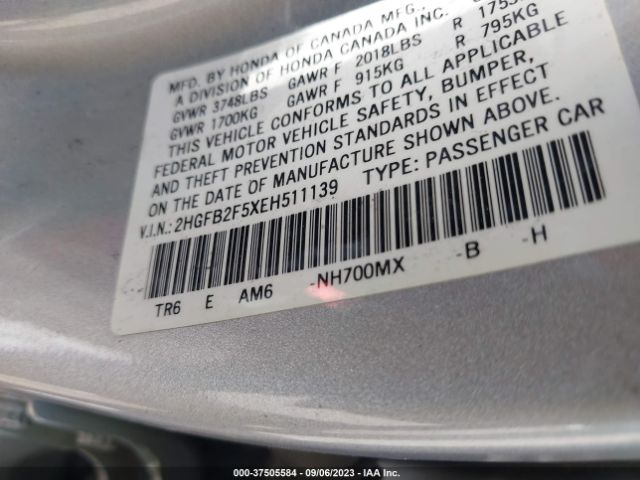 MFD. BY HONDA OF CANADA MFG.,
A DIVISION OF HONDA CANADA INC.
GVWR 3748LBS GAWR F 2018LBS R
GVWR 1700KG GAWR F 915KG R 795KG
THIS VEHICLE CONFORMS TO ALL APPLICABLE
FEDERAL MOTOR VEHICLE SAFETY, BUMPER,
AND THEFT PREVENTION STANDARDS IN EFFECT
ON THE DATE OF MANUFACTURE SHOWN ABOVE.
V.I.N.: 2HGFB2F5XEH511139 TYPE: PASSENGER CAR
TR6 E AM6 -NH700MX -B -H
000-37505584 - 09/06/2023 - IAA Inc.